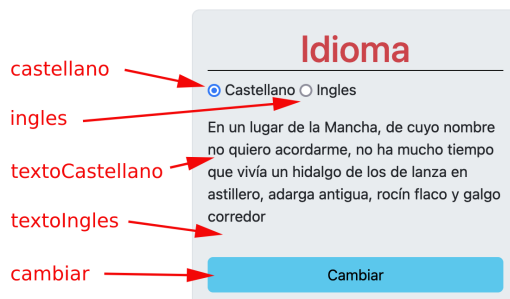 Idioma
castellano
Castellano Ingles
ingles
En un lugar de la Mancha, de cuyo nombre
no quiero acordarme, no ha mucho tiempo
textoCastellano
que vivía un hidalgo de los de lanza en
astillero, adarga antigua, rocín flaco y galgo
textoIngles
corredor
cambiar
Cambiar